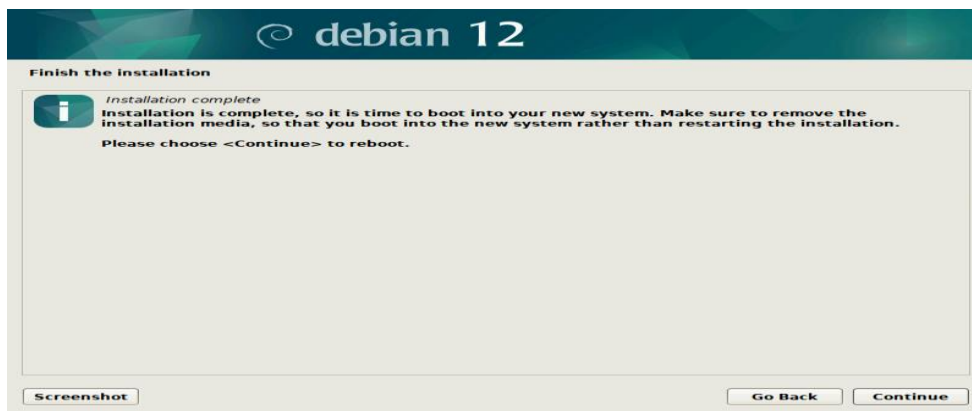 debian 12
Finish the installation
Installation complete
Installation is complete, so it is time to boot into your new system. Make sure to remove the
installation media, so that you boot into the new system rather than restarting the installation.
Please choose <Continue> to reboot.
Screenshot
Go Back
Continue